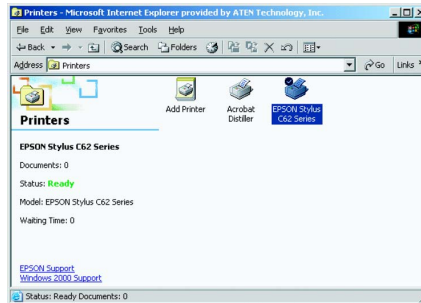 Printers - Microsoft Internet Explorer provided by ATEN Technology, Inc.
File Edit View Favorites Tools Help
Back Search Folders
Address Printers Go Links
Add Printer
Acrobat Distiller
EPSON Stylus C62 Series
Printers
EPSON Stylus C62 Series
Documents: 0
Status: Ready
Model: EPSON Stylus C62 Series
Waiting Time: 0
EPSON Support
Windows 2000 Support
Status: Ready Documents: 0